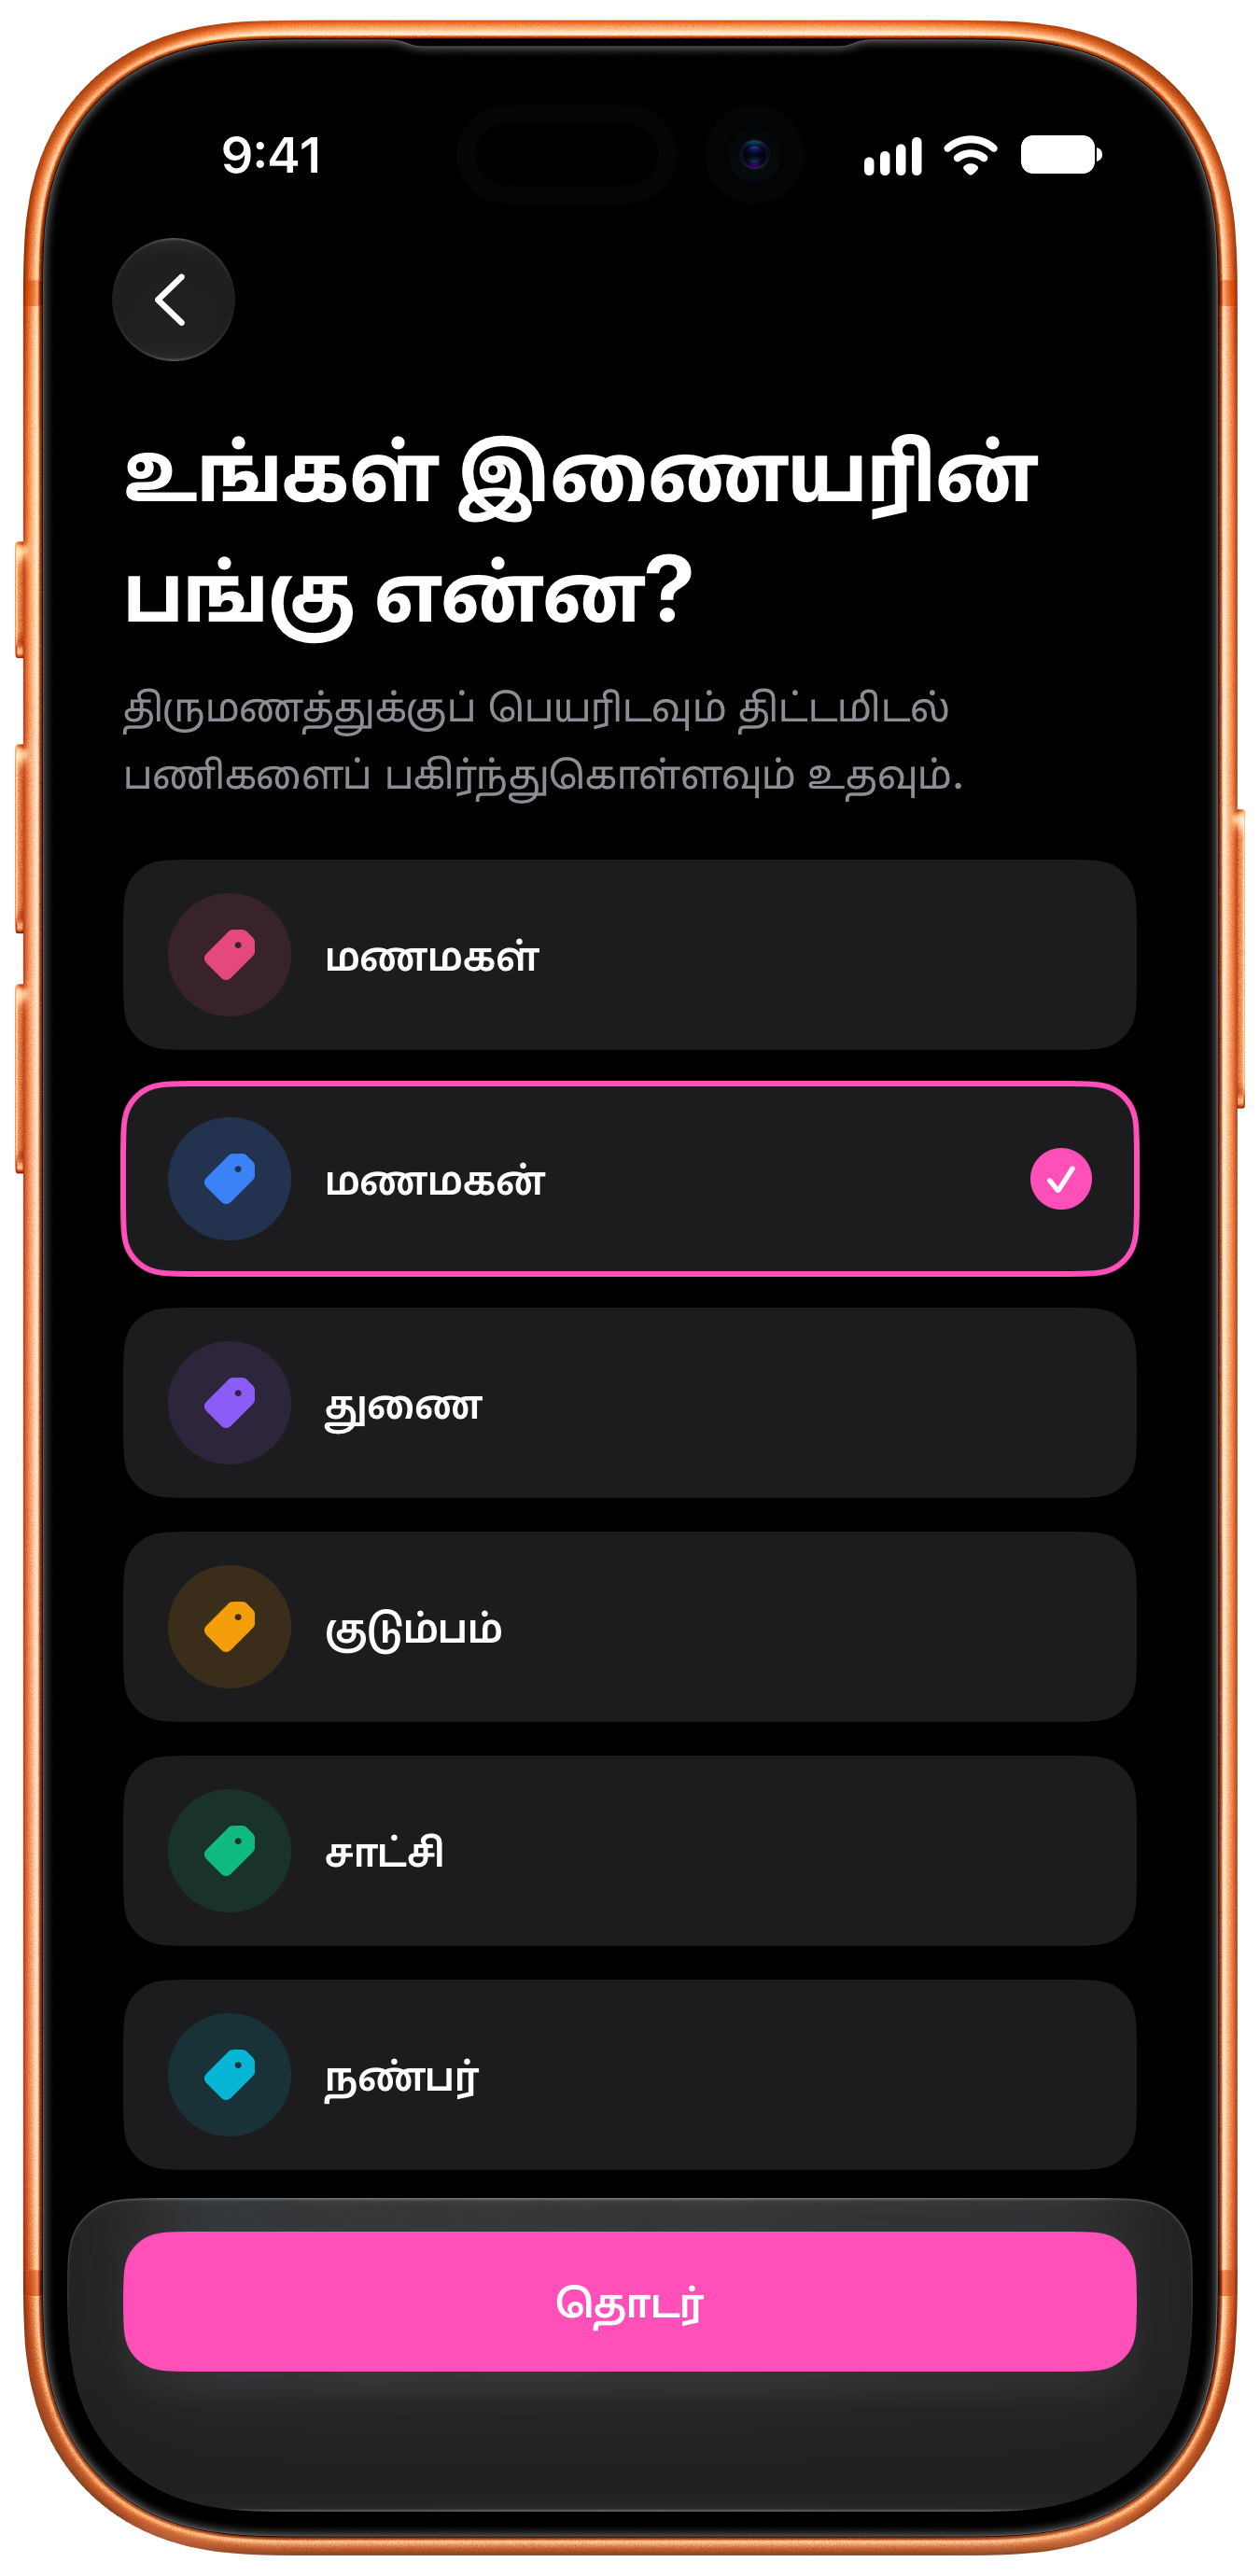 9:41
உங்கள் இணையரின்
பங்கு என்ன?
திருமணத்துக்குப் பெயரிடவும் திட்டமிடல்
பணிகளைப் பகிர்ந்துகொள்ளவும் உதவும்.
மணமகள்
மணமகன்
துணை
குடும்பம்
சாட்சி
நண்பர்
தொடர்